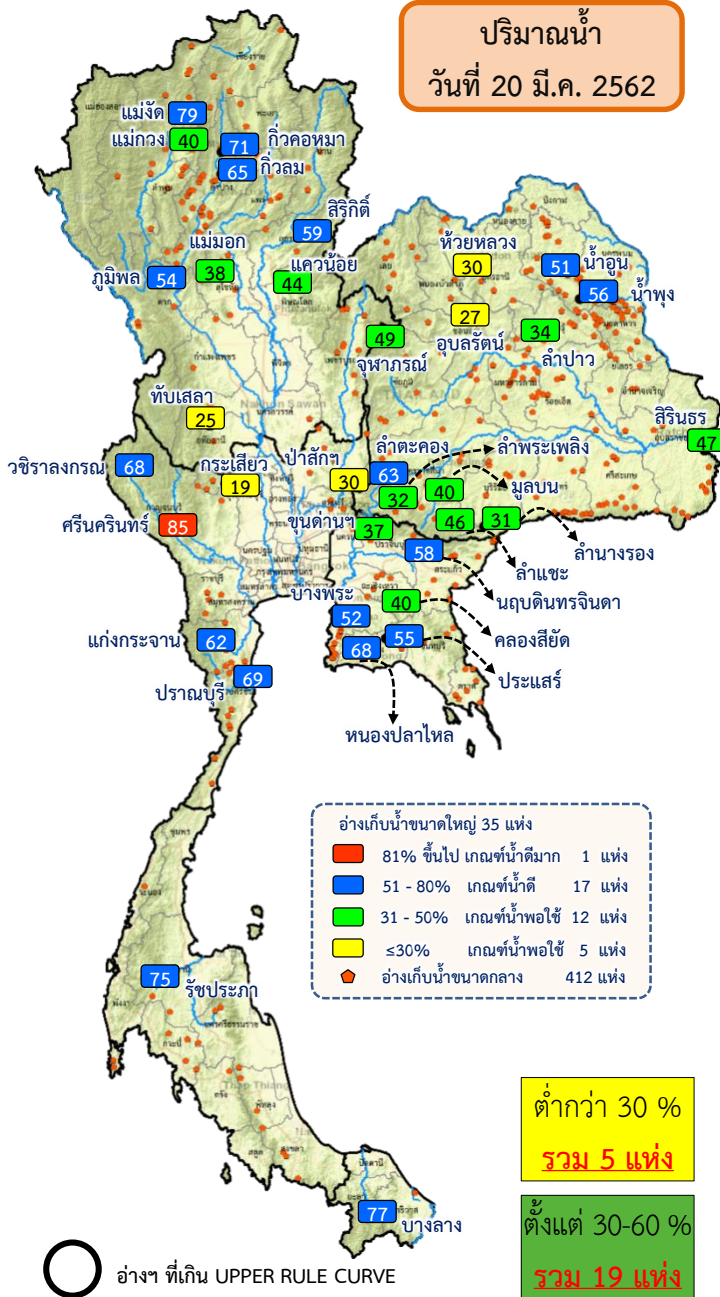 ปริมาณน้ำ
วันที่ 20 มี.ค. 2562
แม่งัด 79
แม่กวง 40
71 กิ่วคอหมา
65 กิ่วลม
สิริกิติ์
59
แม่มอก
38
ภูมิพล 54
แควน้อย
44
ห้วยหลวง
30
51 น้ำอูน
56 น้ำพุง
27
อุบลรัตน์
34
ลำปาว
49
จุฬาภรณ์
ทับเสลา
25
สิรินธร
47
วชิราลงกรณ 68
กระเสียว
19
ป่าสักฯ
30
ลำตะคอง
63
ลำพระเพลิง
32
40
มูลบน
ศรีนครินทร์ 85
ขุนด่านฯ
37
46
31
ลำนางรอง
ลำแชะ
58
นฤบดินทรจินดา
บางพระ
52
40
คลองสียัด
แก่งกระจาน 62
68
55
ประแสร์
ปราณบุรี 69
หนองปลาไหล
อ่างเก็บน้ำขนาดใหญ่ 35 แห่ง
81% ขึ้นไป เกณฑ์น้ำดีมาก 1 แห่ง
51 - 80% เกณฑ์น้ำดี 17 แห่ง
31 - 50% เกณฑ์น้ำพอใช้ 12 แห่ง
≤30% เกณฑ์น้ำพอใช้ 5 แห่ง
อ่างเก็บน้ำขนาดกลาง 412 แห่ง
75
รัชประภา
ต่ำกว่า 30 %
รวม 5 แห่ง
77
บางลาง
ตั้งแต่ 30-60 %
รวม 19 แห่ง
อ่างฯ ที่เกิน UPPER RULE CURVE